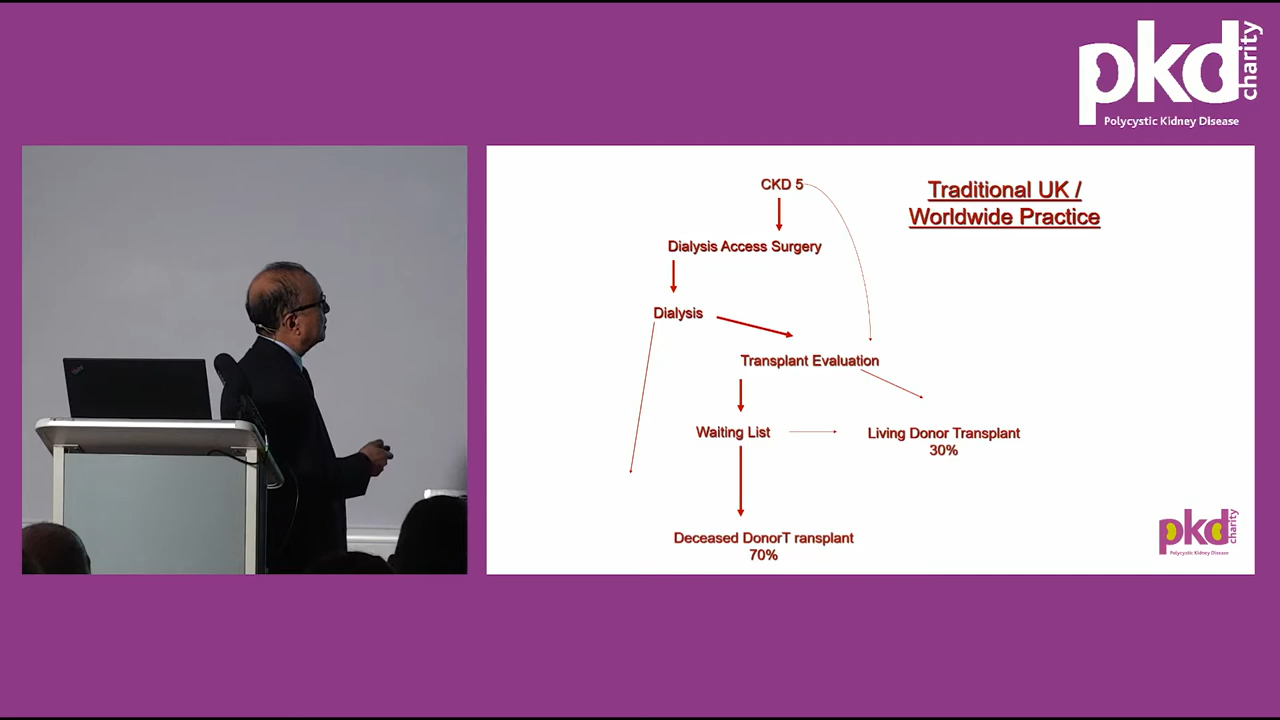 pkd
charity
Polycystic Kidney Disease
CKD 5
Traditional UK /
Worldwide Practice
Dialysis Access Surgery
Dialysis
Transplant Evaluation
Waiting List
Living Donor Transplant
30%
Deceased DonorT ransplant
70%
pkd
charity
Polycystic Kidney Disease